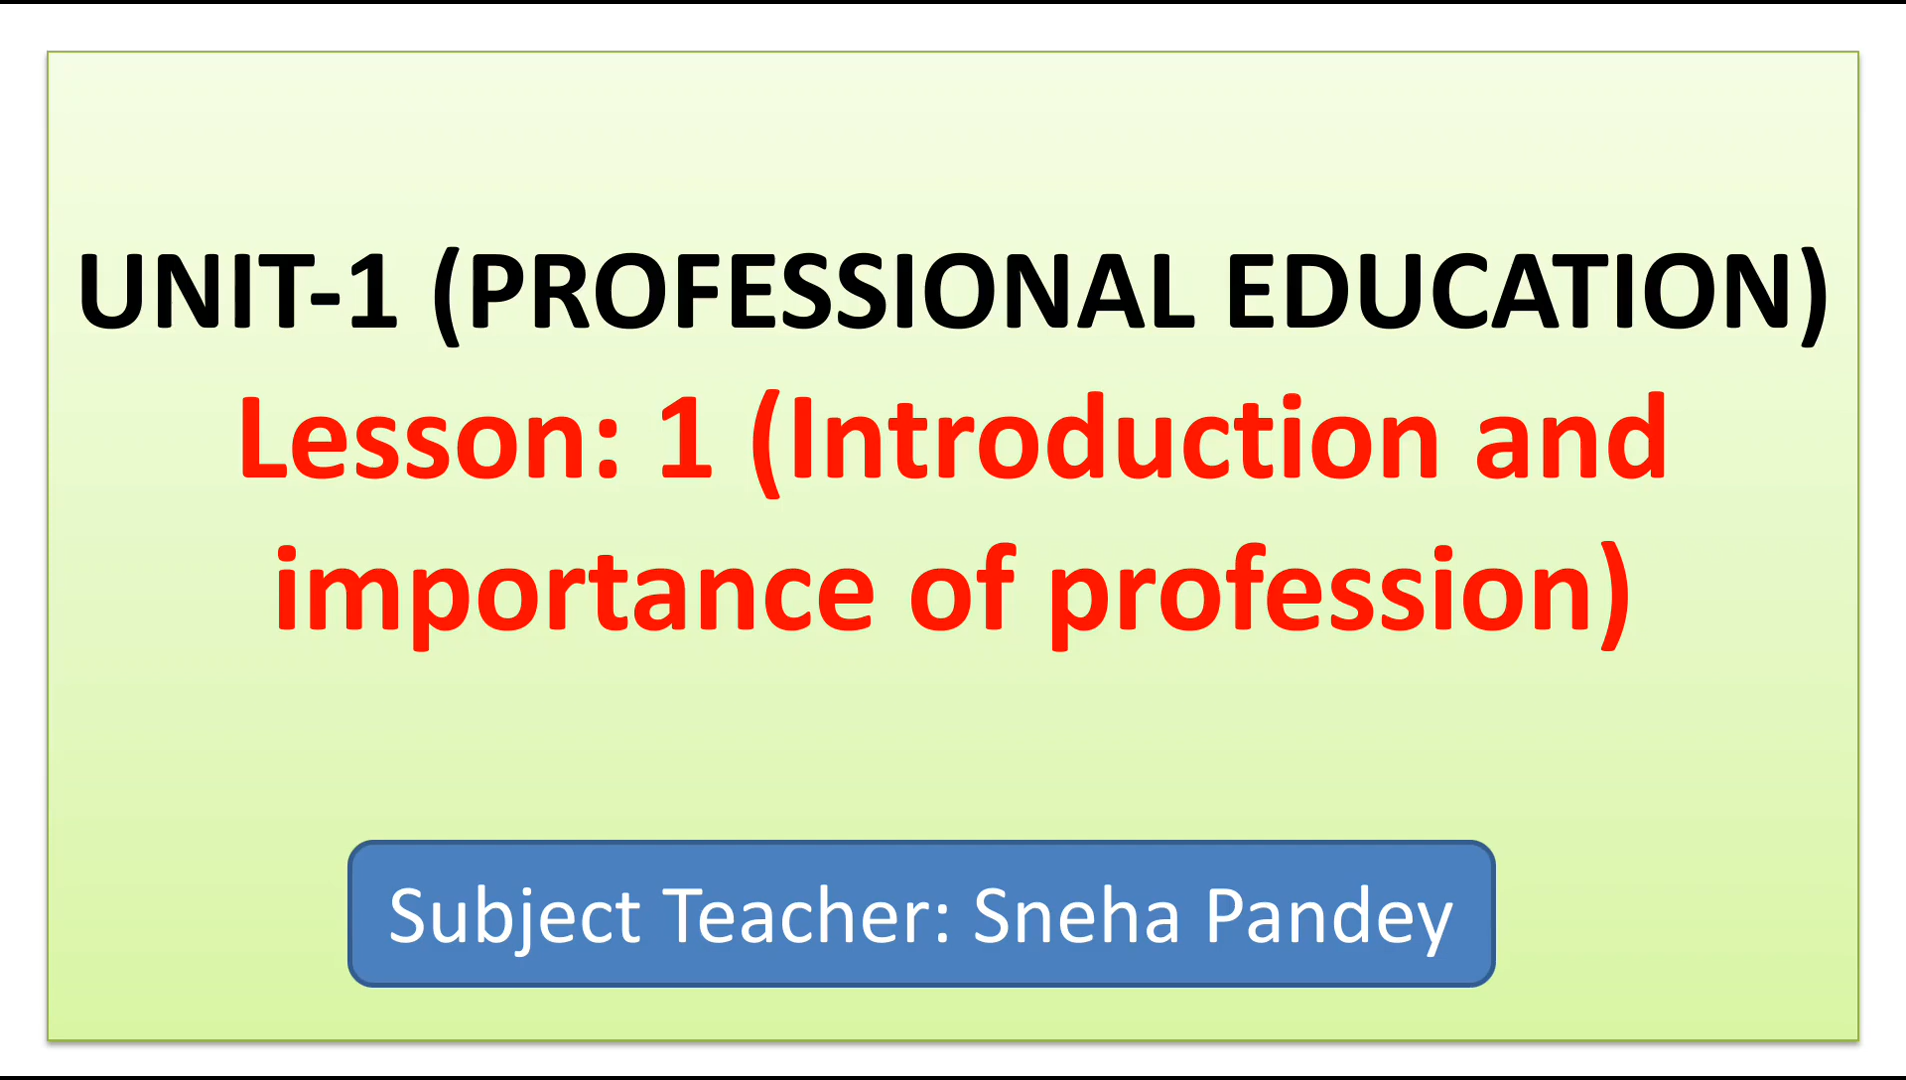 UNIT-1 (PROFESSIONAL EDUCATION)
Lesson: 1 (Introduction and
importance of profession)
Subject Teacher: Sneha Pandey